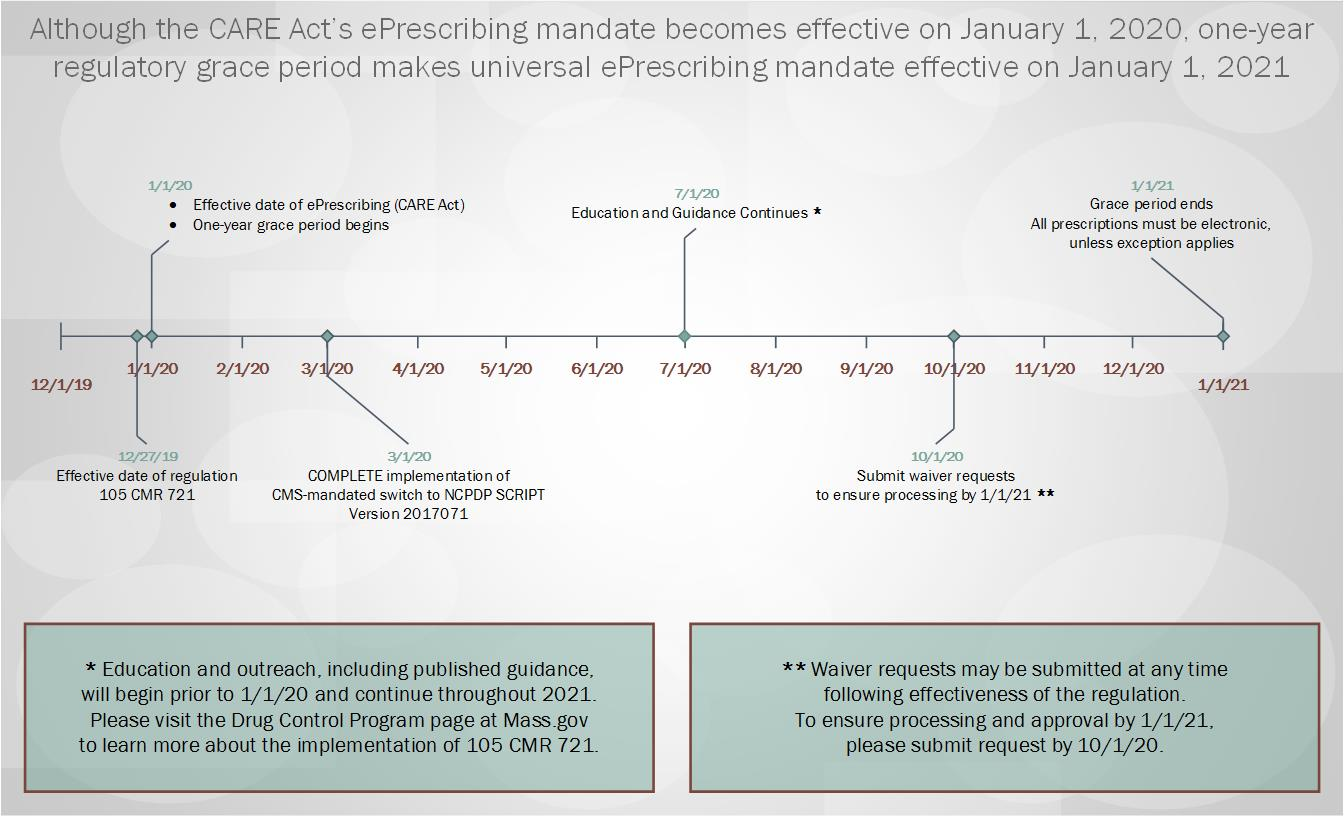 Although the CARE Act's ePrescribing mandate becomes effective on January 1, 2020, one-year
regulatory grace period makes universal ePrescribing mandate effective on January 1, 2021
1/1/20
• Effective date of ePrescribing (CARE Act)
• One-year grace period begins
7/1/20
Education and Guidance Continues *
1/1/21
Grace period ends
All prescriptions must be electronic,
unless exception applies
12/1/19
1/1/20
2/1/20
3/1/20
4/1/20
5/1/20
6/1/20
7/1/20
8/1/20
9/1/20
10/1/20
11/1/20
12/1/20
1/1/21
12/27/19
Effective date of regulation
105 CMR 721
3/1/20
COMPLETE implementation of
CMS-mandated switch to NCPDP SCRIPT
Version 2017071
10/1/20
Submit waiver requests
to ensure processing by 1/1/21 **
* Education and outreach, including published guidance,
will begin prior to 1/1/20 and continue throughout 2021.
Please visit the Drug Control Program page at Mass.gov
to learn more about the implementation of 105 CMR 721.
** Waiver requests may be submitted at any time
following effectiveness of the regulation.
To ensure processing and approval by 1/1/21,
please submit request by 10/1/20.